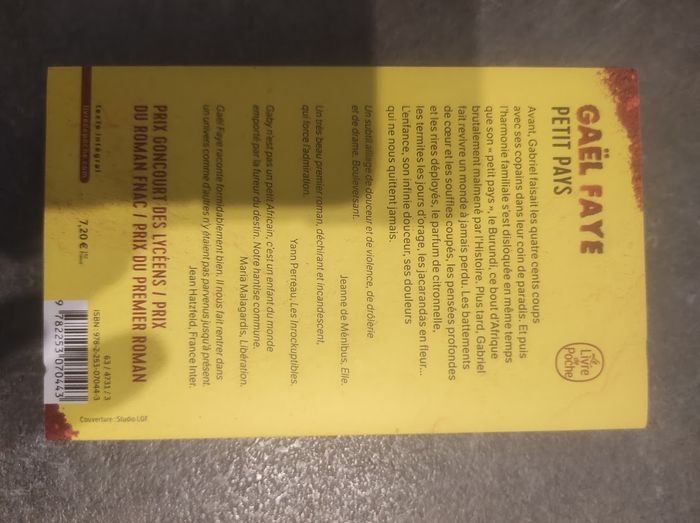 GAËL FAYE
PETIT PAYS
Avant, Gabriel faisait les quatre cents coups
avec ses copains dans leur coin de paradis. Et puis
l'harmonie familiale s'est disloquée en même temps
que son « petit pays », le Burundi, ce bout d'Afrique
brutalement malmené par l'Histoire. Plus tard, Gabriel
fait revivre un monde à jamais perdu. Les battements
de cœur et les souffles coupés, les pensées profondes
et les rires déployés, le parfum de citronnelle,
les termites les jours d'orage, les jacarandas en fleur...
L'enfance, son infinie douceur, ses douleurs
qui ne nous quittent jamais.
Un subtil alliage de douceur et de violence, de drôlerie
et de drame. Bouleversant.
Jeanne de Ménibus, Elle.
Un très beau premier roman, déchirant et incandescent,
qui force l'admiration.
Yann Perreau, Les Inrockuptibles.
Gaby n'est pas un petit Africain, c'est un enfant du monde
emporté par la fureur du destin. Notre hantise commune.
Maria Malagardis, Libération.
Gaël Faye raconte formidablement bien. Il nous fait rentrer dans
un univers comme d'autres n'y étaient pas parvenus jusqu'à présent.
Jean Hatzfeld, France Inter.
PRIX GONCOURT DES LYCÉENS / PRIX
DU ROMAN FNAC / PRIX DU PREMIER ROMAN
texte intégral
livredepoche.com
7,20 €
France
Le
Livre
de
Poche
63 / 4731 / 3
ISBN : 978-2-253-07044-3
9 782253 070443
Couverture : Studio LGF